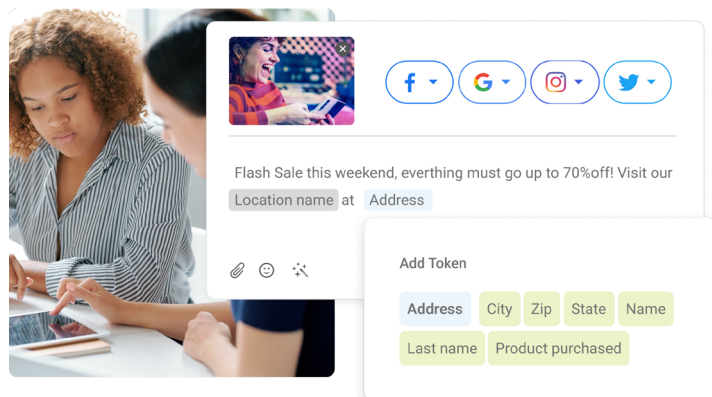 Flash Sale this weekend, everthing must go up to 70%off! Visit our
Location name at Address
Add Token
Address City Zip State Name
Last name Product purchased